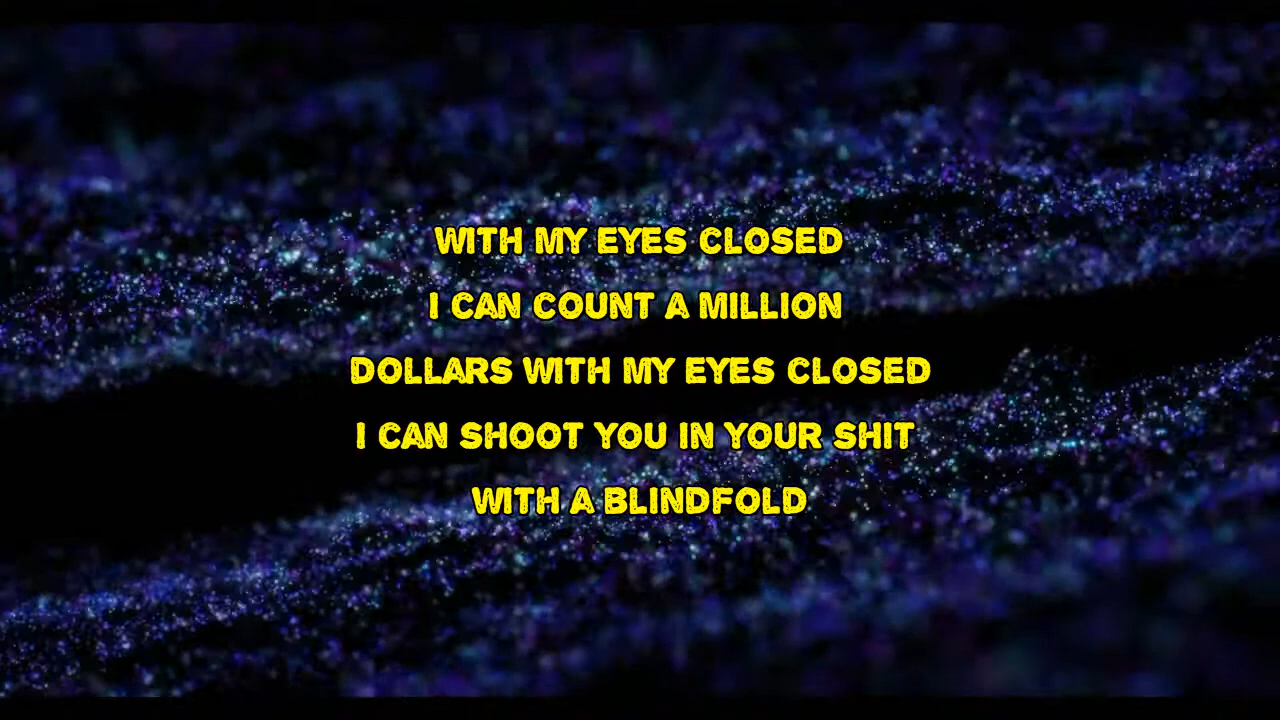 WITH MY EYES CLOSED
I CAN COUNT A MILLION
DOLLARS WITH MY EYES CLOSED
I CAN SHOOT YOU IN YOUR SHIT
WITH A BLINDFOLD